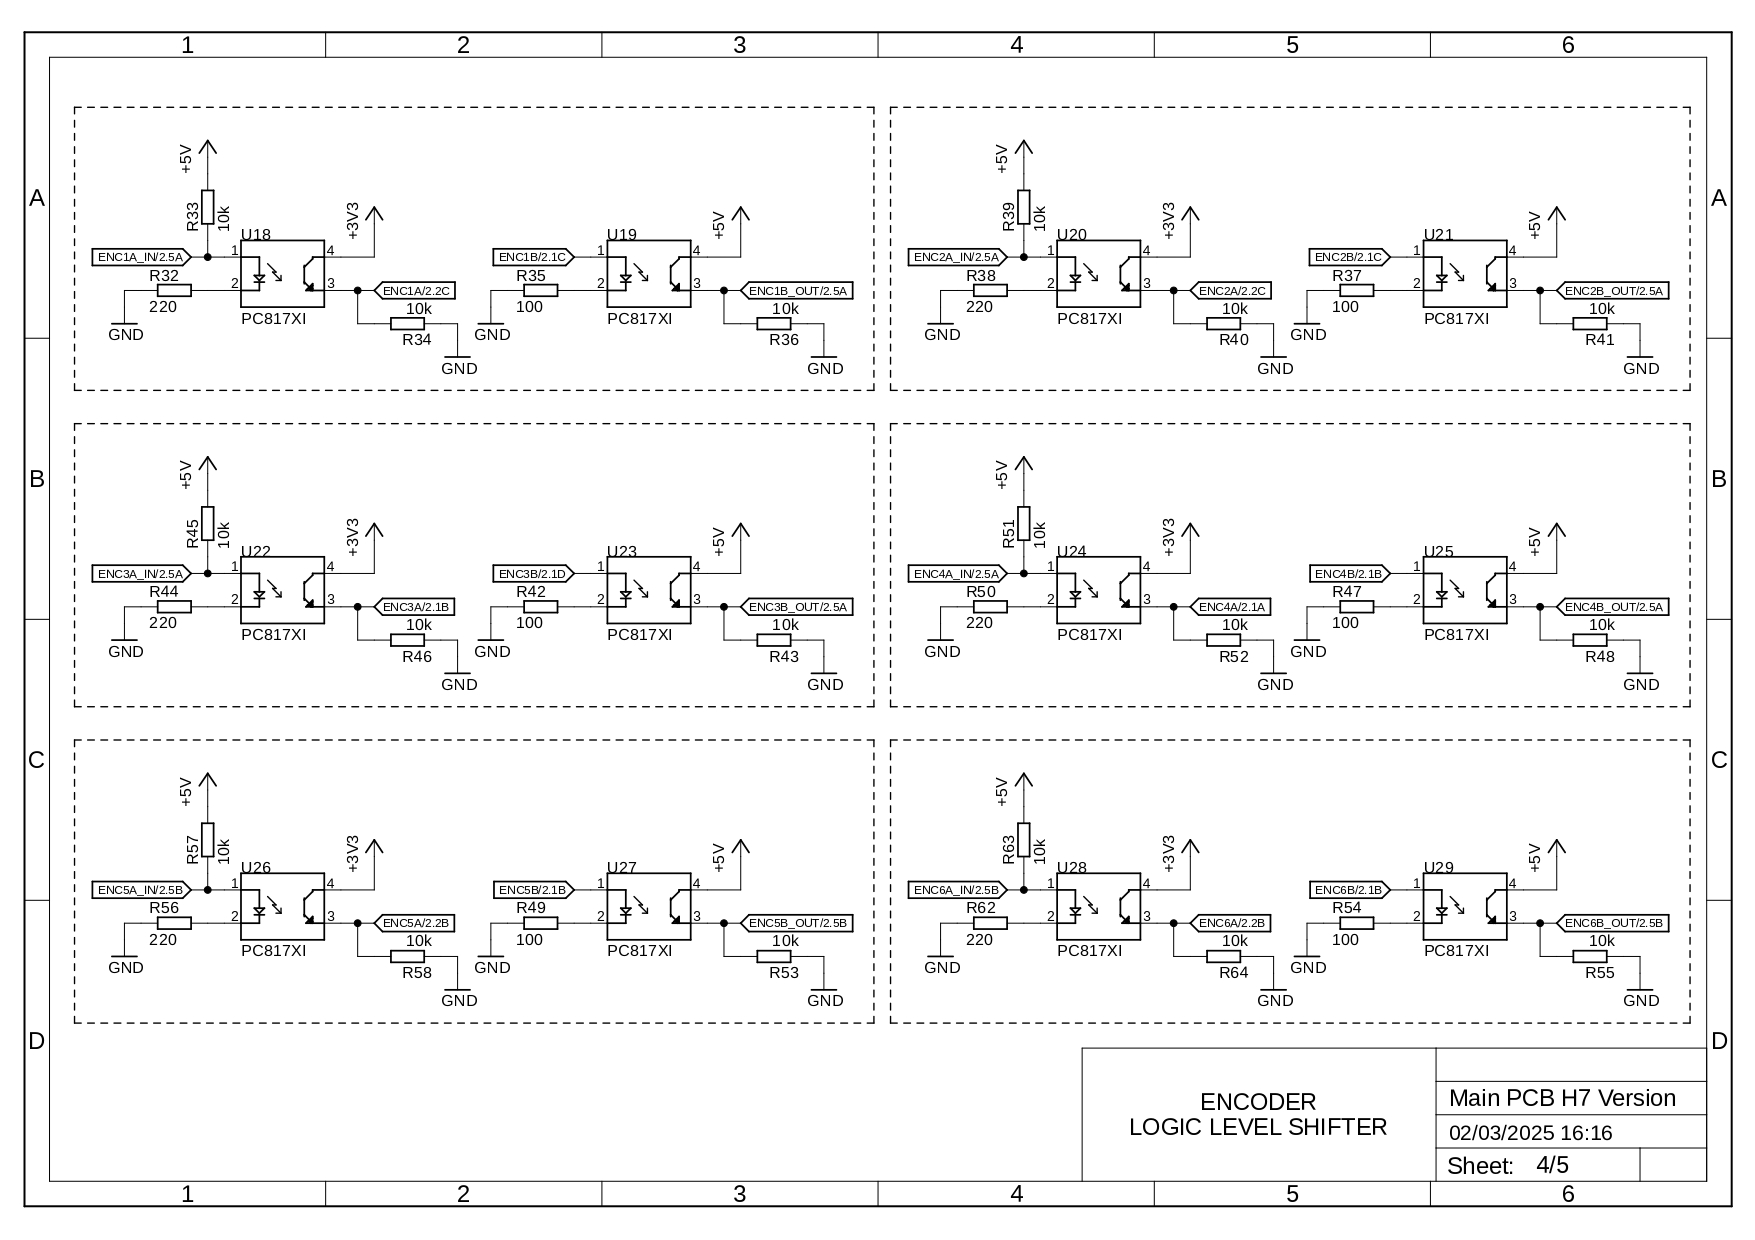 1 2 3 4 5 6
A A
B B
C C
D D
+5V
R33
10k
ENC1A_IN/2.5A
R32
220
GND
U18
1
2
4
3
PC817XI
+3V3
ENC1A/2.2C
10k
R34
GND
ENC1B/2.1C
R35
100
GND
U19
1
2
4
3
PC817XI
+5V
ENC1B_OUT/2.5A
10k
R36
GND
+5V
R39
10k
ENC2A_IN/2.5A
R38
220
GND
U20
1
2
4
3
PC817XI
+3V3
ENC2A/2.2C
10k
R40
GND
ENC2B/2.1C
R37
100
GND
U21
1
2
4
3
PC817XI
+5V
ENC2B_OUT/2.5A
10k
R41
GND
+5V
R45
10k
ENC3A_IN/2.5A
R44
220
GND
U22
1
2
4
3
PC817XI
+3V3
ENC3A/2.1B
10k
R46
GND
ENC3B/2.1D
R42
100
GND
U23
1
2
4
3
PC817XI
+5V
ENC3B_OUT/2.5A
10k
R43
GND
+5V
R51
10k
ENC4A_IN/2.5A
R50
220
GND
U24
1
2
4
3
PC817XI
+3V3
ENC4A/2.1A
10k
R52
GND
ENC4B/2.1B
R47
100
GND
U25
1
2
4
3
PC817XI
+5V
ENC4B_OUT/2.5A
10k
R48
GND
+5V
R57
10k
ENC5A_IN/2.5B
R56
220
GND
U26
1
2
4
3
PC817XI
+3V3
ENC5A/2.2B
10k
R58
GND
ENC5B/2.1B
R49
100
GND
U27
1
2
4
3
PC817XI
+5V
ENC5B_OUT/2.5B
10k
R53
GND
+5V
R63
10k
ENC6A_IN/2.5B
R62
220
GND
U28
1
2
4
3
PC817XI
+3V3
ENC6A/2.2B
10k
R64
GND
ENC6B/2.1B
R54
100
GND
U29
1
2
4
3
PC817XI
+5V
ENC6B_OUT/2.5B
10k
R55
GND
ENCODER
LOGIC LEVEL SHIFTER
Main PCB H7 Version
02/03/2025 16:16
Sheet: 4/5
1 2 3 4 5 6